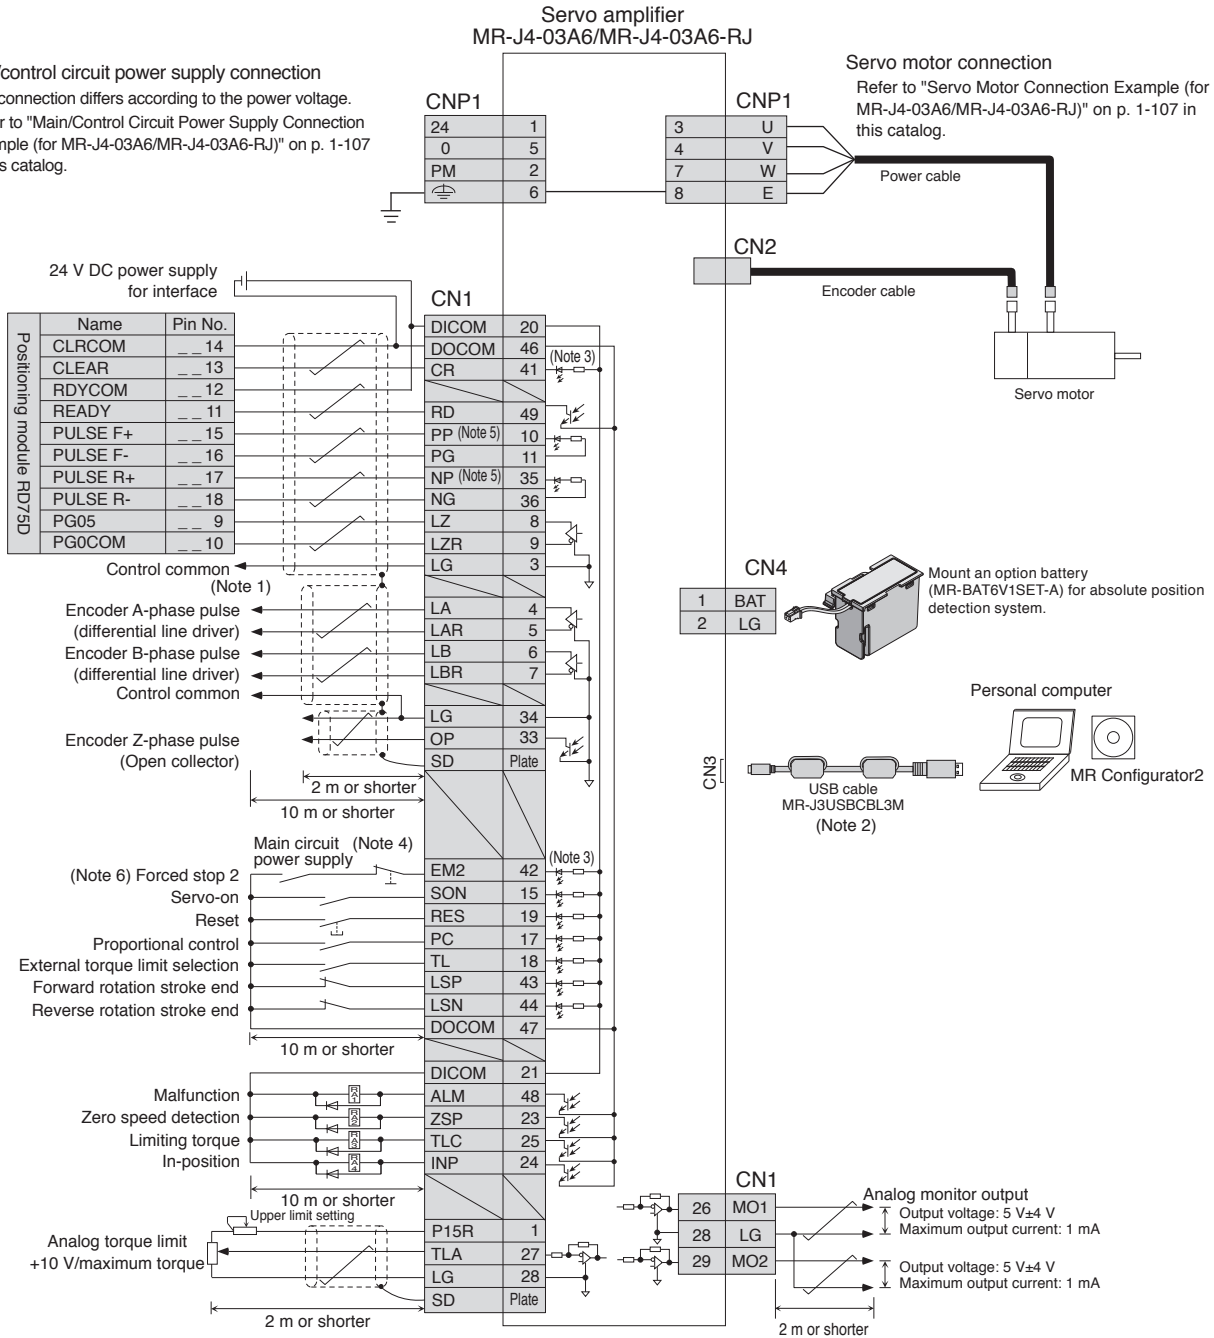 Servo amplifier
MR-J4-03A6/MR-J4-03A6-RJ
/control circuit power supply connection
connection differs according to the power voltage.
r to "Main/Control Circuit Power Supply Connection
mple (for MR-J4-03A6/MR-J4-03A6-RJ)" on p. 1-107
s catalog.
Servo motor connection
Refer to "Servo Motor Connection Example (for
MR-J4-03A6/MR-J4-03A6-RJ)" on p. 1-107 in
this catalog.
CNP1
24 1
0 5
PM 2
6
CNP1
3 U
4 V
7 W
8 E
Power cable
CN2
Encoder cable
Servo motor
24 V DC power supply
for interface
Positioning module RD75D
Name Pin No.
CLRCOM _ _ 14
CLEAR _ _ 13
RDYCOM _ _ 12
READY _ _ 11
PULSE F+ _ _ 15
PULSE F- _ _ 16
PULSE R+ _ _ 17
PULSE R- _ _ 18
PG05 _ _ 9
PG0COM _ _ 10
CN1
DICOM 20
DOCOM 46
CR 41
(Note 3)
RD 49
PP (Note 5) 10
PG 11
NP (Note 5) 35
NG 36
LZ 8
LZR 9
LG 3
Control common
(Note 1)
Encoder A-phase pulse
(differential line driver)
Encoder B-phase pulse
(differential line driver)
Control common
LA 4
LAR 5
LB 6
LBR 7
LG 34
OP 33
SD Plate
Encoder Z-phase pulse
(Open collector)
2 m or shorter
10 m or shorter
CN4
1 BAT
2 LG
Mount an option battery
(MR-BAT6V1SET-A) for absolute position
detection system.
Personal computer
CN3
USB cable
MR-J3USBCBL3M
(Note 2)
MR Configurator2
Main circuit
power supply
(Note 4)
(Note 3)
(Note 6) Forced stop 2
Servo-on
Reset
Proportional control
External torque limit selection
Forward rotation stroke end
Reverse rotation stroke end
EM2 42
SON 15
RES 19
PC 17
TL 18
LSP 43
LSN 44
DOCOM 47
10 m or shorter
DICOM 21
Malfunction RA1 ALM 48
Zero speed detection RA2 ZSP 23
Limiting torque RA3 TLC 25
In-position RA4 INP 24
10 m or shorter
Upper limit setting
Analog torque limit
+10 V/maximum torque
P15R 1
TLA 27
LG 28
SD Plate
2 m or shorter
CN1
26 MO1
28 LG
29 MO2
Analog monitor output
Output voltage: 5 V±4 V
Maximum output current: 1 mA
Output voltage: 5 V±4 V
Maximum output current: 1 mA
2 m or shorter